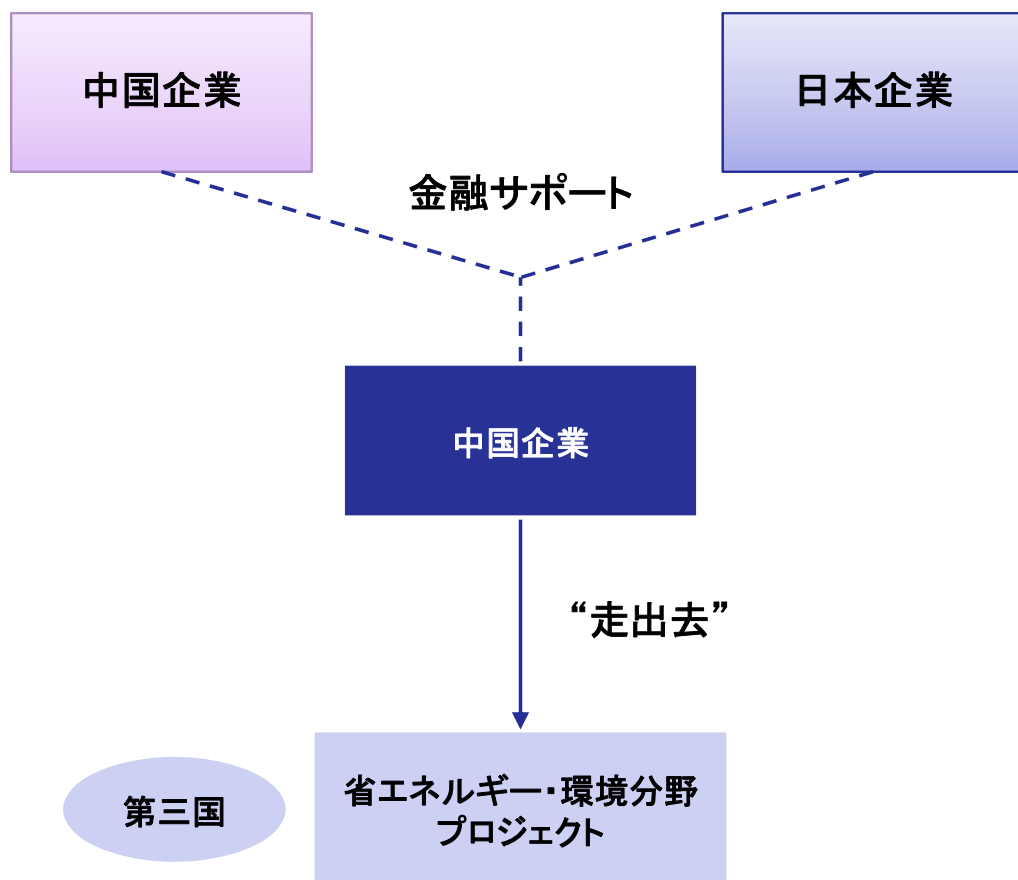 中国企業
日本企業
金融サポート
中国企業
“走出去”
第三国
省エネルギー・環境分野
プロジェクト